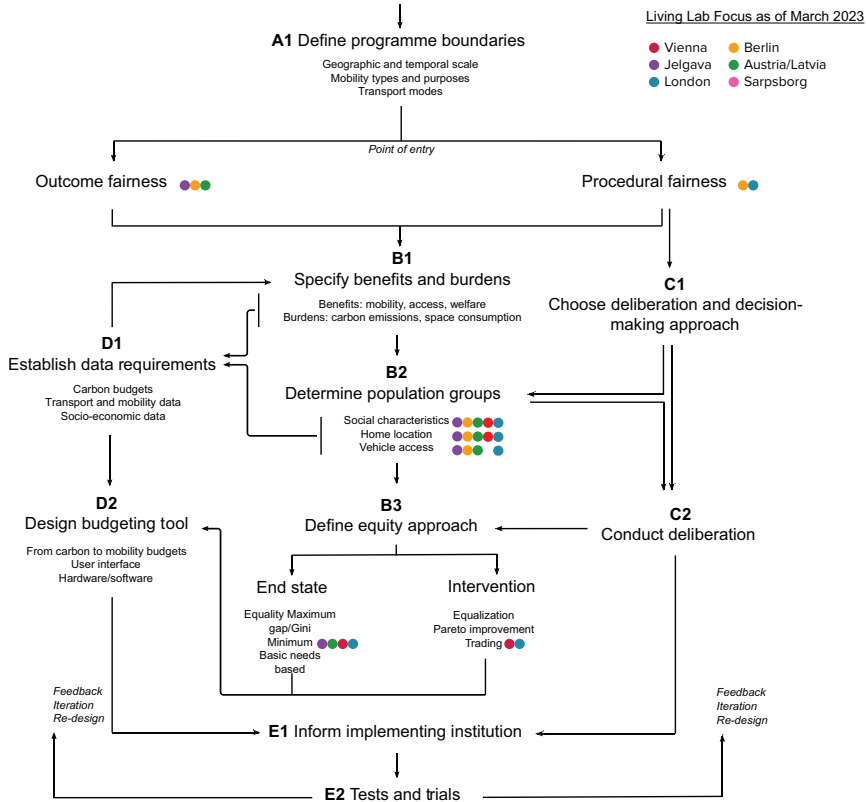 Living Lab Focus as of March 2023
Vienna
Berlin
Jelgava
Austria/Latvia
London
Sarpsborg
A1 Define programme boundaries
Geographic and temporal scale
Mobility types and purposes
Transport modes
Point of entry
Outcome fairness
Procedural fairness
B1
Specify benefits and burdens
Benefits: mobility, access, welfare
Burdens: carbon emissions, space consumption
C1
Choose deliberation and decision-
making approach
D1
Establish data requirements
Carbon budgets
Transport and mobility data
Socio-economic data
B2
Determine population groups
Social characteristics
Home location
Vehicle access
D2
Design budgeting tool
From carbon to mobility budgets
User interface
Hardware/software
B3
Define equity approach
C2
Conduct deliberation
End state
Equality Maximum
gap/Gini
Minimum
Basic needs
based
Intervention
Equalization
Pareto improvement
Trading
Feedback
Iteration
Re-design
Feedback
Iteration
Re-design
E1 Inform implementing institution
E2 Tests and trials